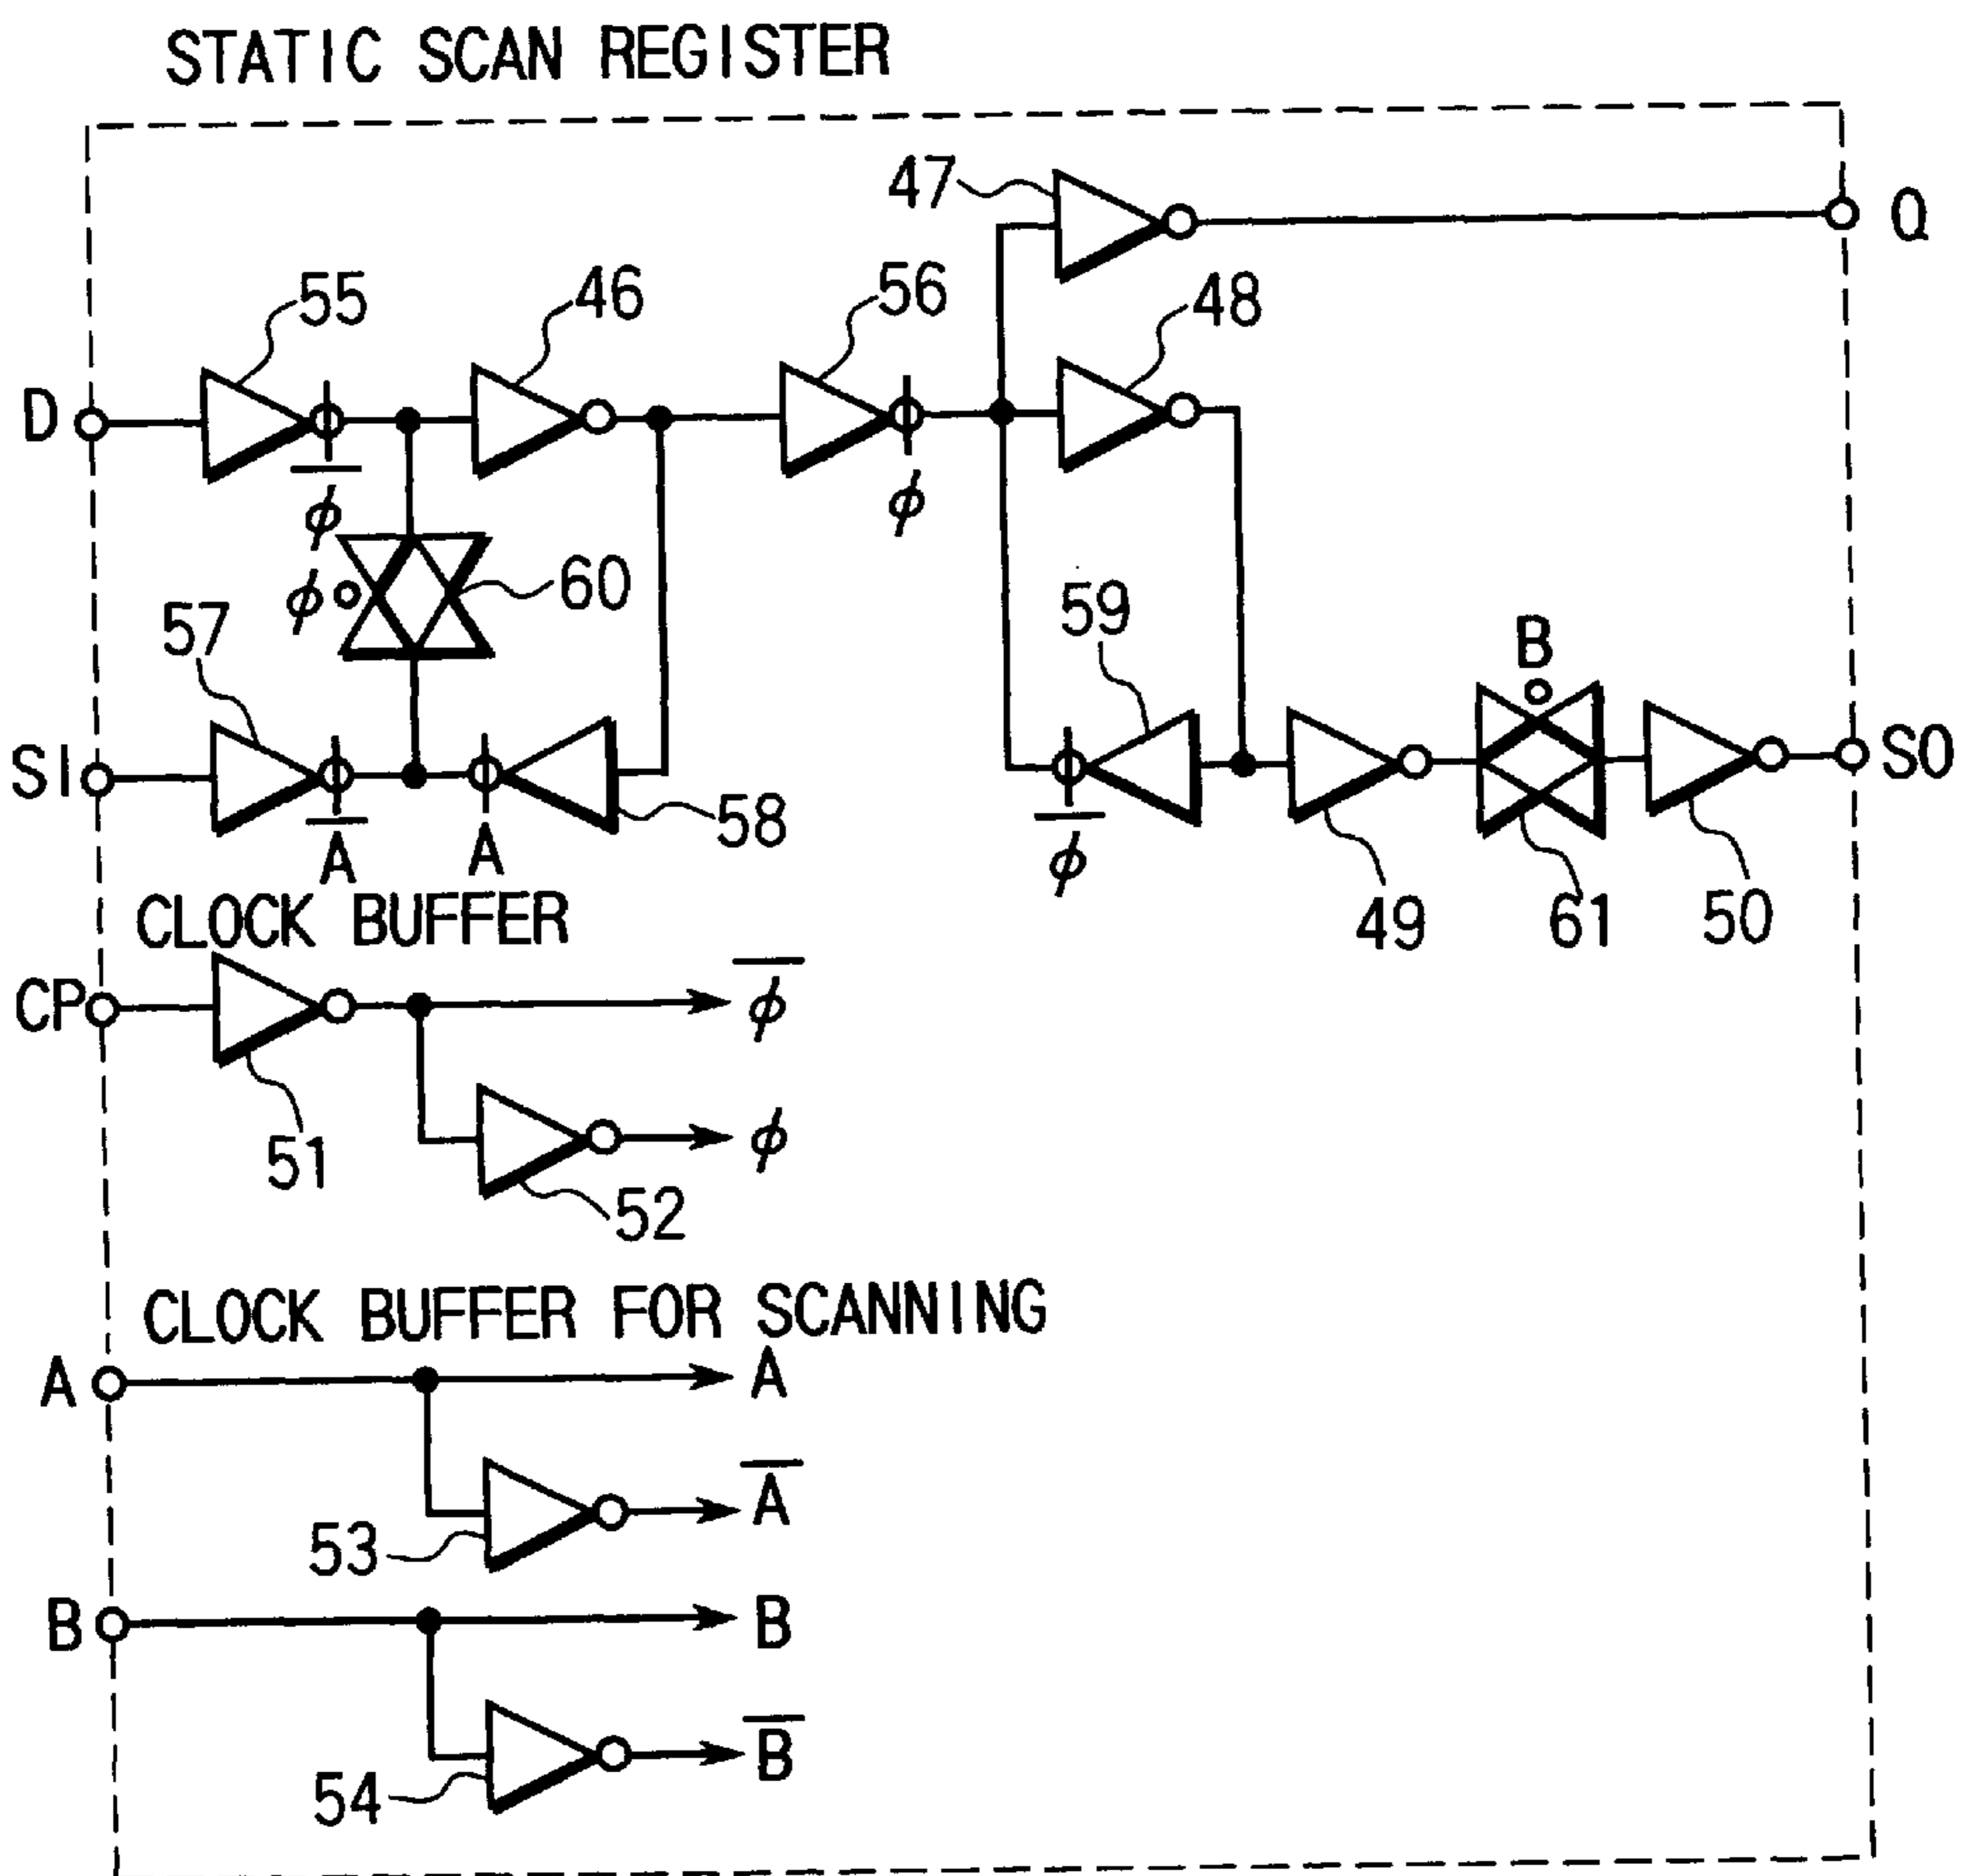 STATIC SCAN REGISTER
47
Q
55
46
56
48
D
φ̅
φ
φ
60
57
59
B
SI
SO
A̅
A
58
φ̅
49
61
50
CLOCK BUFFER
CP
φ̅
51
φ
52
CLOCK BUFFER FOR SCANNING
A
A
53
A̅
B
B
54
B̅